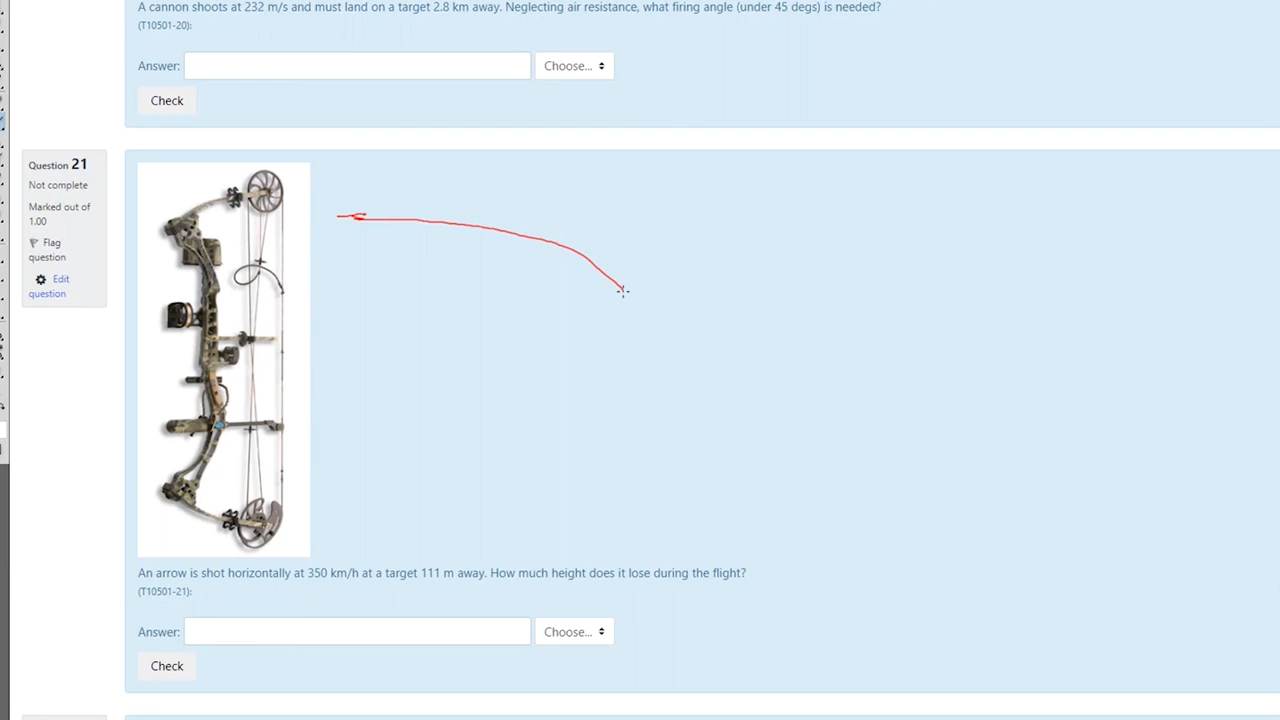 A cannon shoots at 232 m/s and must land on a target 2.8 km away. Neglecting air resistance, what firing angle (under 45 degs) is needed?
(T10501-20):
Answer:
Choose...
Check
Question 21
Not complete
Marked out of
1.00
Flag
question
Edit
question
An arrow is shot horizontally at 350 km/h at a target 111 m away. How much height does it lose during the flight?
(T10501-21):
Answer:
Choose...
Check